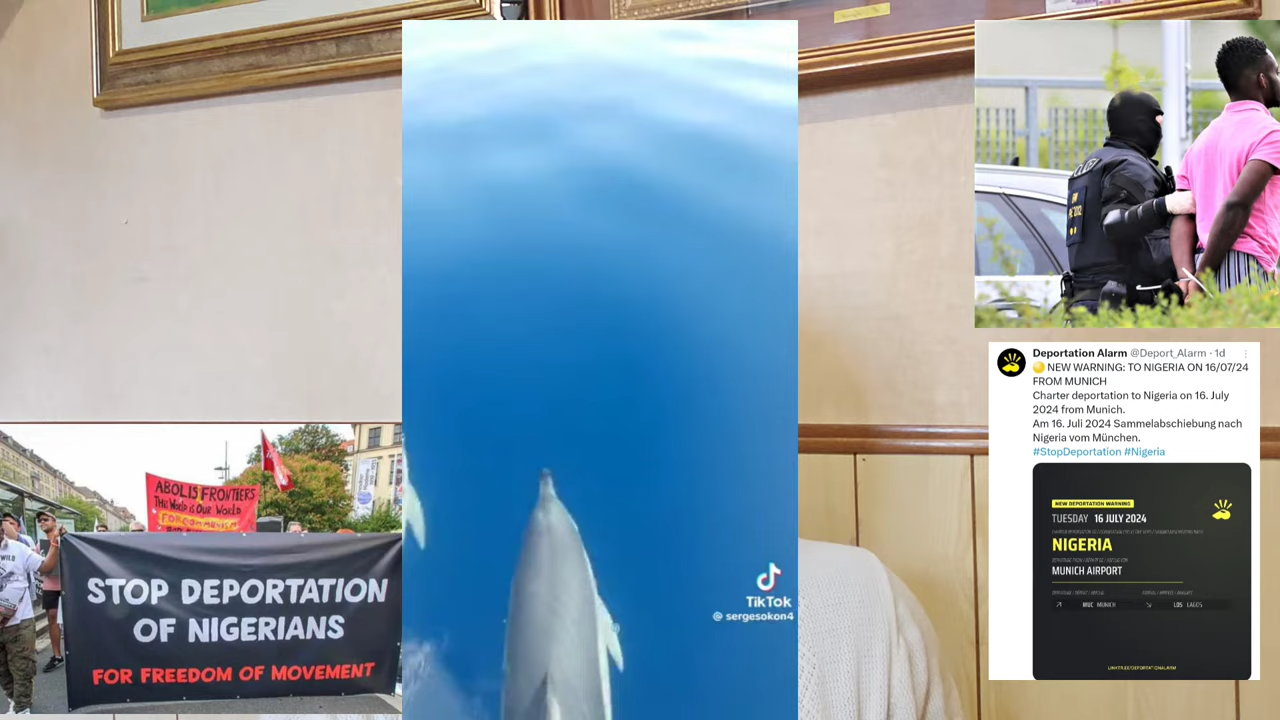 ABOLISH FRONTIERS
THE WORLD IS OUR WORLD
FOR COMMUNISM
STOP DEPORTATION
OF NIGERIANS
FOR FREEDOM OF MOVEMENT
TikTok
@ sergesokon4
Deportation Alarm @Deport_Alarm · 1d
NEW WARNING: TO NIGERIA ON 16/07/24
FROM MUNICH
Charter deportation to Nigeria on 16. July
2024 from Munich.
Am 16. Juli 2024 Sammelabschiebung nach
Nigeria vom München.
#StopDeportation #Nigeria
NEW DEPORTATION WARNING
TUESDAY 16 JULY 2024
NIGERIA
MUNICH AIRPORT
MUC MUNICH
LOS LAGOS